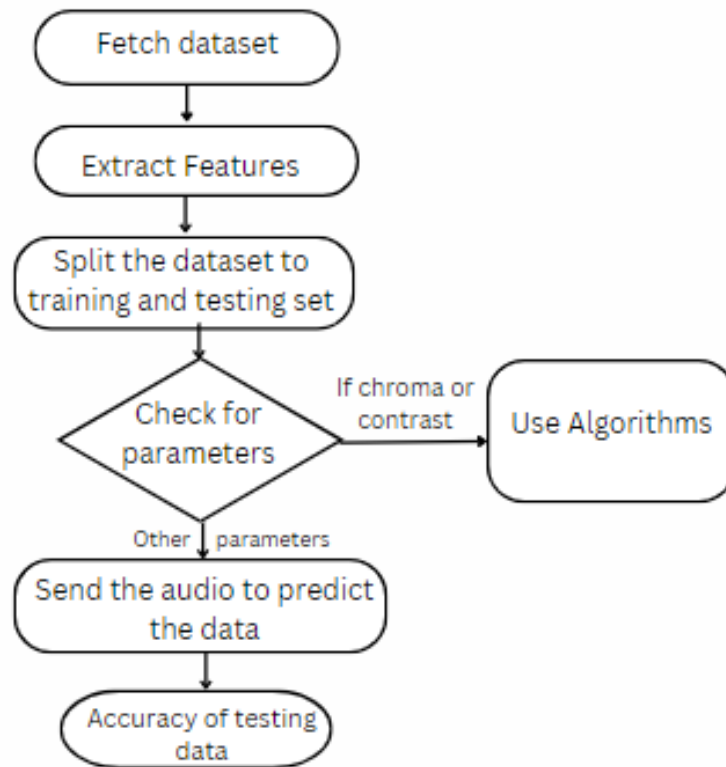 Fetch dataset
Extract Features
Split the dataset to
training and testing set
Check for
parameters
If chroma or
contrast
Use Algorithms
Other parameters
Send the audio to predict
the data
Accuracy of testing
data